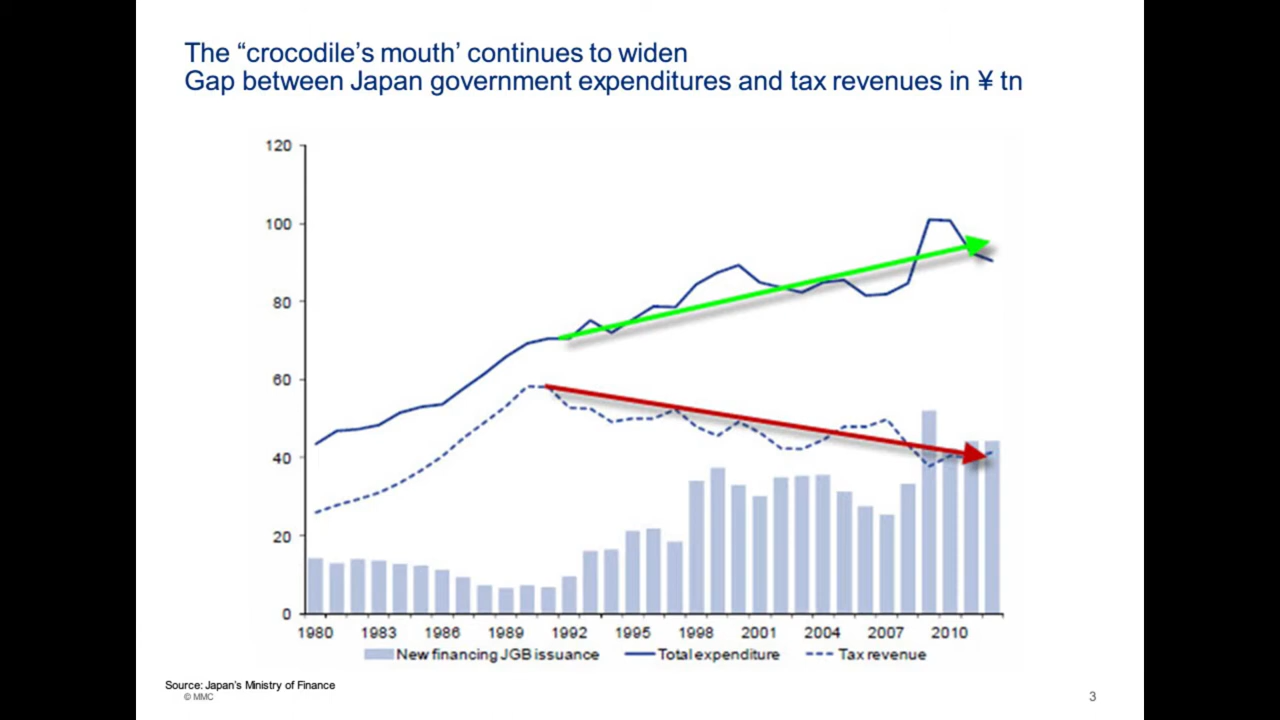 The “crocodile’s mouth‘ continues to widen
Gap between Japan government expenditures and tax revenues in ¥ tn
120
100
80
60
40
20
0
1980 1983 1986 1989 1992 1995 1998 2001 2004 2007 2010
New financing JGB issuance Total expenditure Tax revenue
Source: Japan’s Ministry of Finance
© MMC
3